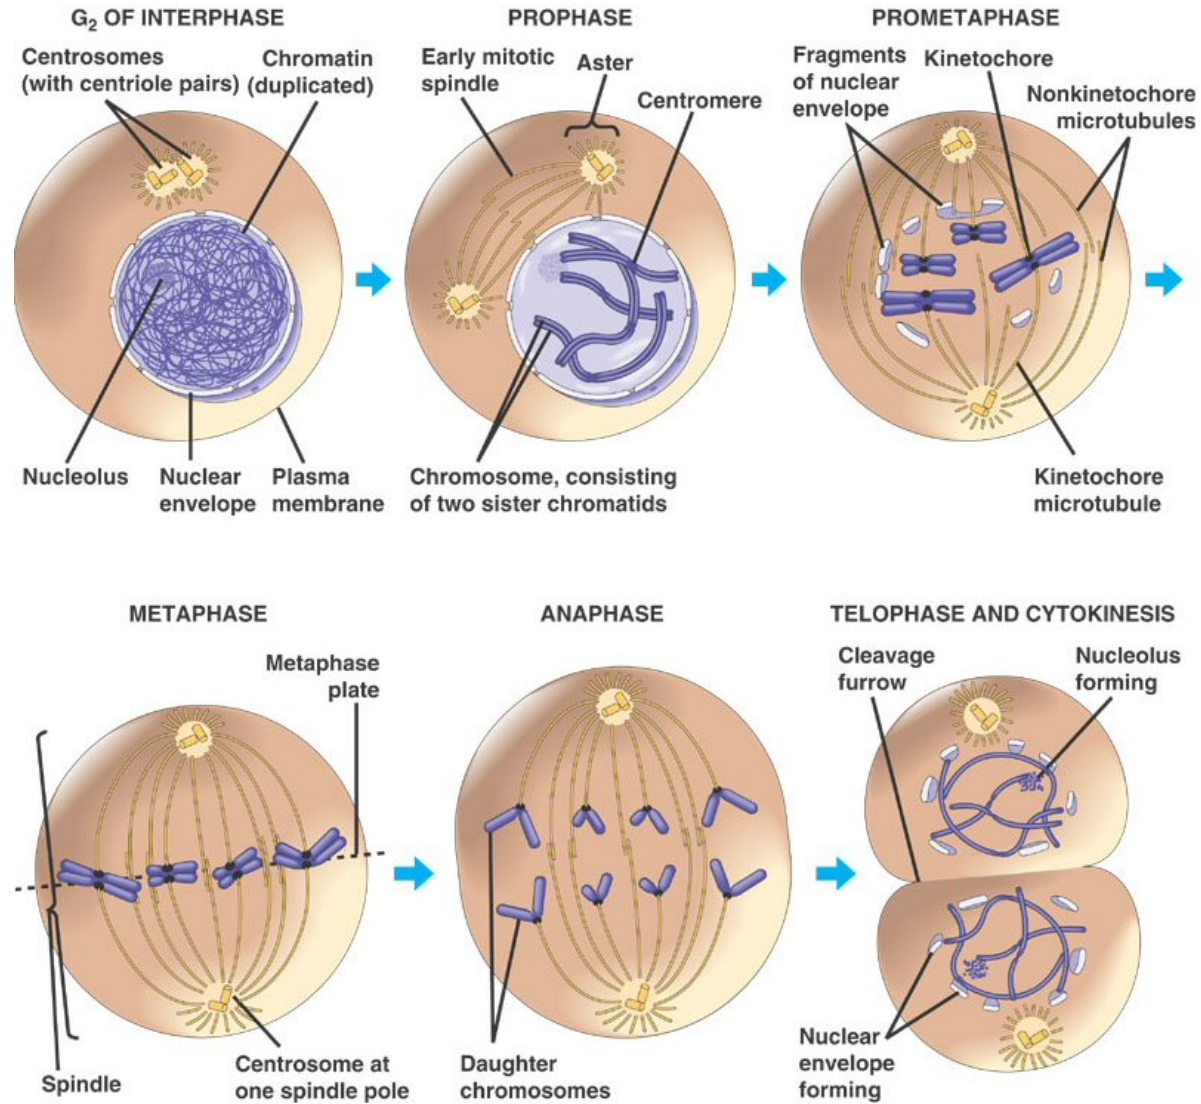 G₂ OF INTERPHASE
Centrosomes
(with centriole pairs)
Chromatin
(duplicated)
Nucleolus
Nuclear
envelope
Plasma
membrane
PROPHASE
Early mitotic
spindle
Aster
Centromere
Chromosome, consisting
of two sister chromatids
PROMETAPHASE
Fragments
of nuclear
envelope
Kinetochore
Nonkinetochore
microtubules
Kinetochore
microtubule
METAPHASE
Metaphase
plate
Spindle
Centrosome at
one spindle pole
ANAPHASE
Daughter
chromosomes
TELOPHASE AND CYTOKINESIS
Cleavage
furrow
Nucleolus
forming
Nuclear
envelope
forming